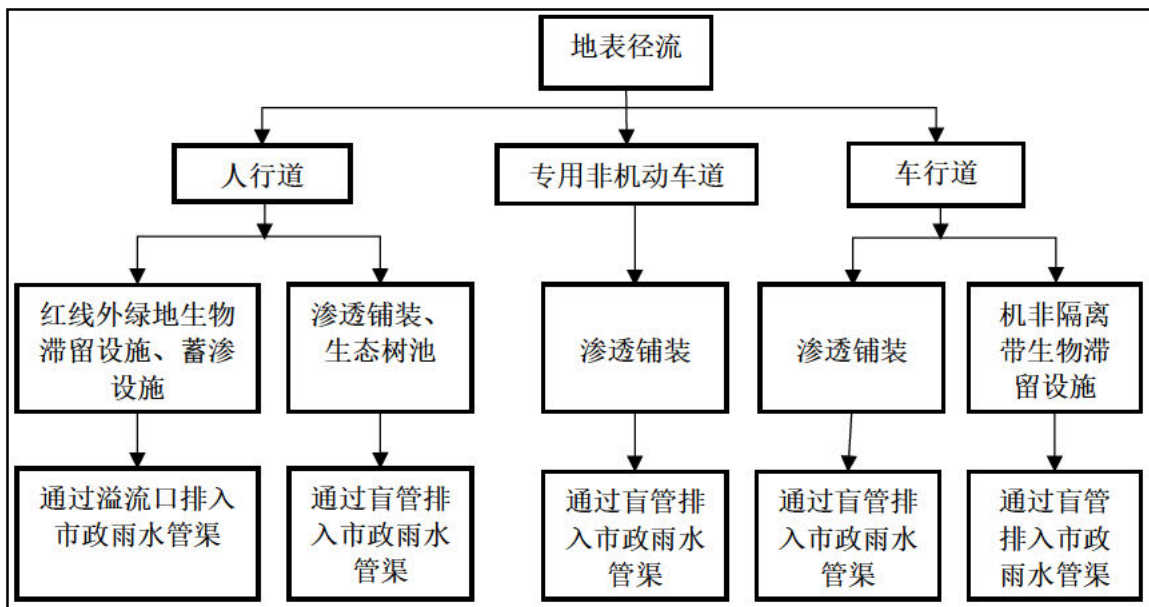 地表径流
人行道
专用非机动车道
车行道
红线外绿地生物
滞留设施、蓄渗
设施
渗透铺装、
生态树池
渗透铺装
渗透铺装
机非隔离
带生物滞
留设施
通过溢流口排入
市政雨水管渠
通过盲管排
入市政雨水
管渠
通过盲管排
入市政雨水
管渠
通过盲管排
入市政雨水
管渠
通过盲管
排入市政
雨水管渠